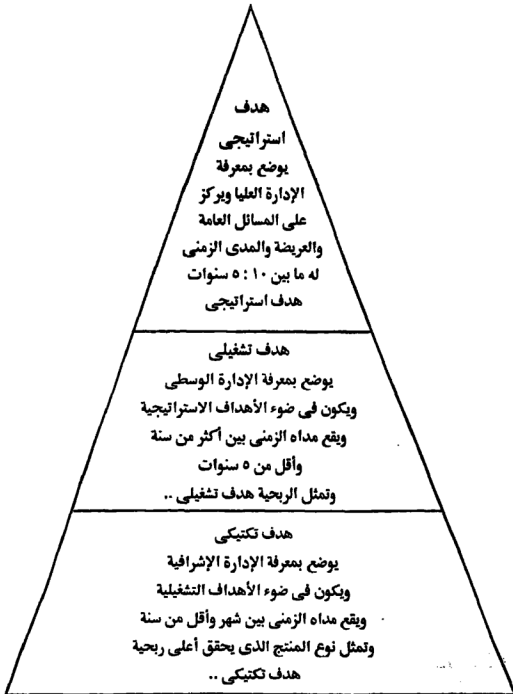 هدف
استراتيجى
يوضع بمعرفة
الإدارة العليا ويركز
على المسائل العامة
والعريضة والمدى الزمنى
له ما بين ١٠ : ٥ سنوات
هدف استراتيجى
هدف تشغيلى
يوضع بمعرفة الإدارة الوسطى
ويكون فى ضوء الأهداف الاستراتيجية
ويقع مداه الزمنى بين أكثر من سنة
وأقل من ٥ سنوات
وتمثل الربحية هدف تشغيلى ..
هدف تكتيكى
يوضع بمعرفة الإدارة الإشرافية
ويكون فى ضوء الأهداف التشغيلية
ويقع مداه الزمنى بين شهر وأقل من سنة
وتمثل نوع المنتج الذى يحقق أعلى ربحية
هدف تكتيكى ..